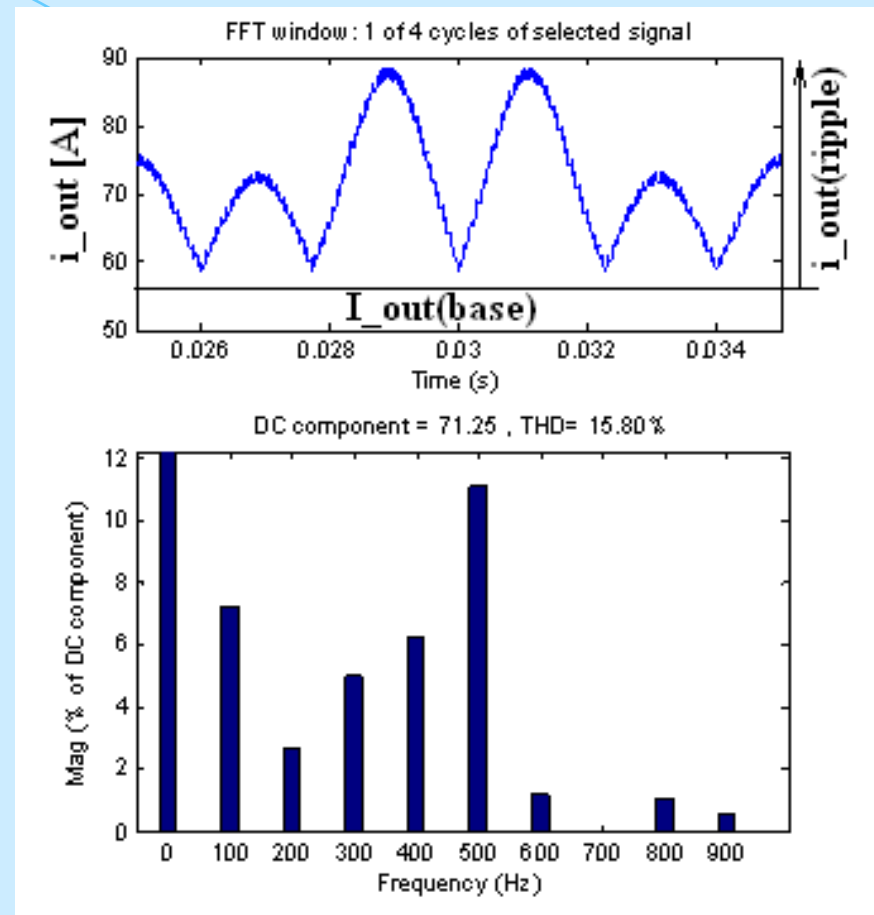 FFT window: 1 of 4 cycles of selected signal
90
80
70
60
50
i_out [A]
i_out(ripple)
I_out(base)
0.026 0.028 0.03 0.032 0.034
Time (s)
DC component = 71.25 , THD= 15.80%
12
10
8
6
4
2
0
Mag (% of DC component)
0 100 200 300 400 500 600 700 800 900
Frequency (Hz)